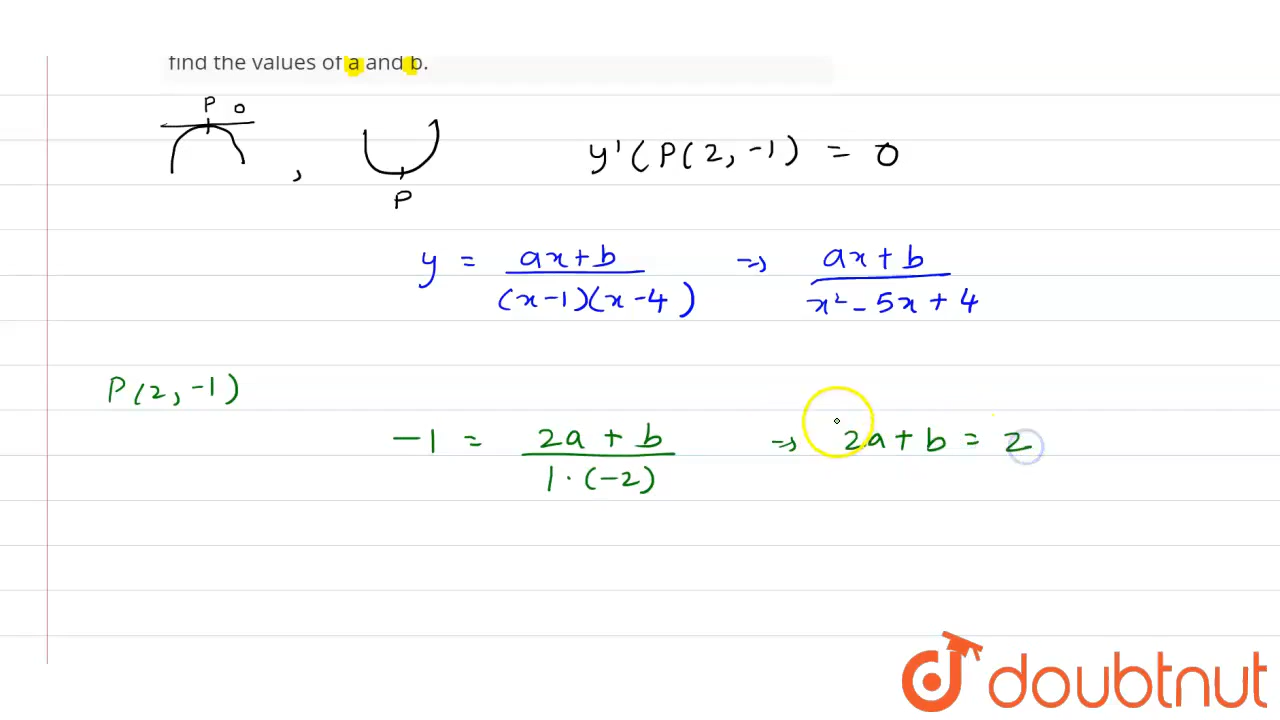 find the values of a and b.
P 0
, P
y'(P(2, -1) = 0
y = ax+b / (x-1)(x-4) => ax+b / x² - 5x + 4
P(2, -1)
-1 = 2a + b / 1·(-2) => 2a + b = 2
doubtnut